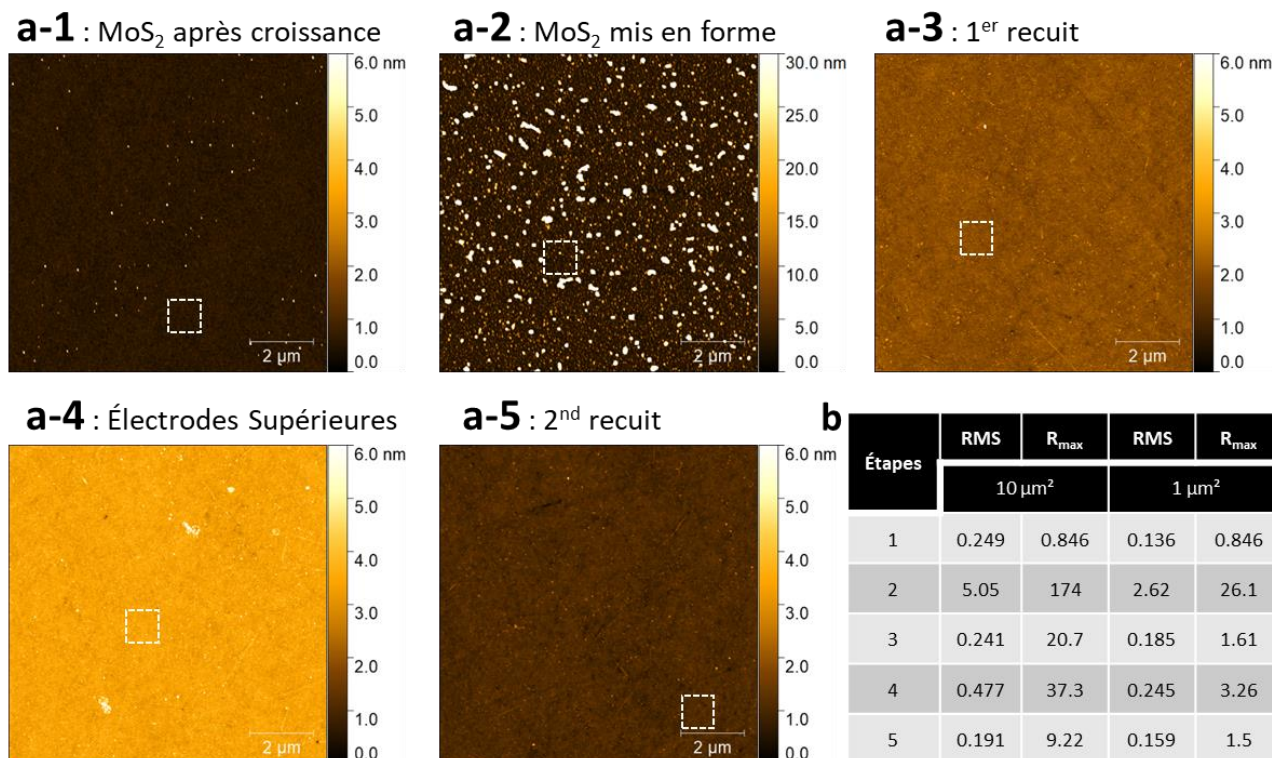 a-1 : MoS₂ après croissance
6.0 nm
5.0
4.0
3.0
2.0
1.0
0.0
2 µm
a-2 : MoS₂ mis en forme
30.0 nm
25.0
20.0
15.0
10.0
5.0
0.0
2 µm
a-3 : 1er recuit
6.0 nm
5.0
4.0
3.0
2.0
1.0
0.0
2 µm
a-4 : Électrodes Supérieures
6.0 nm
5.0
4.0
3.0
2.0
1.0
0.0
2 µm
a-5 : 2nd recuit
6.0 nm
5.0
4.0
3.0
2.0
1.0
0.0
2 µm
b
Étapes RMS Rmax RMS Rmax
10 µm² 1 µm²
1 0.249 0.846 0.136 0.846
2 5.05 174 2.62 26.1
3 0.241 20.7 0.185 1.61
4 0.477 37.3 0.245 3.26
5 0.191 9.22 0.159 1.5